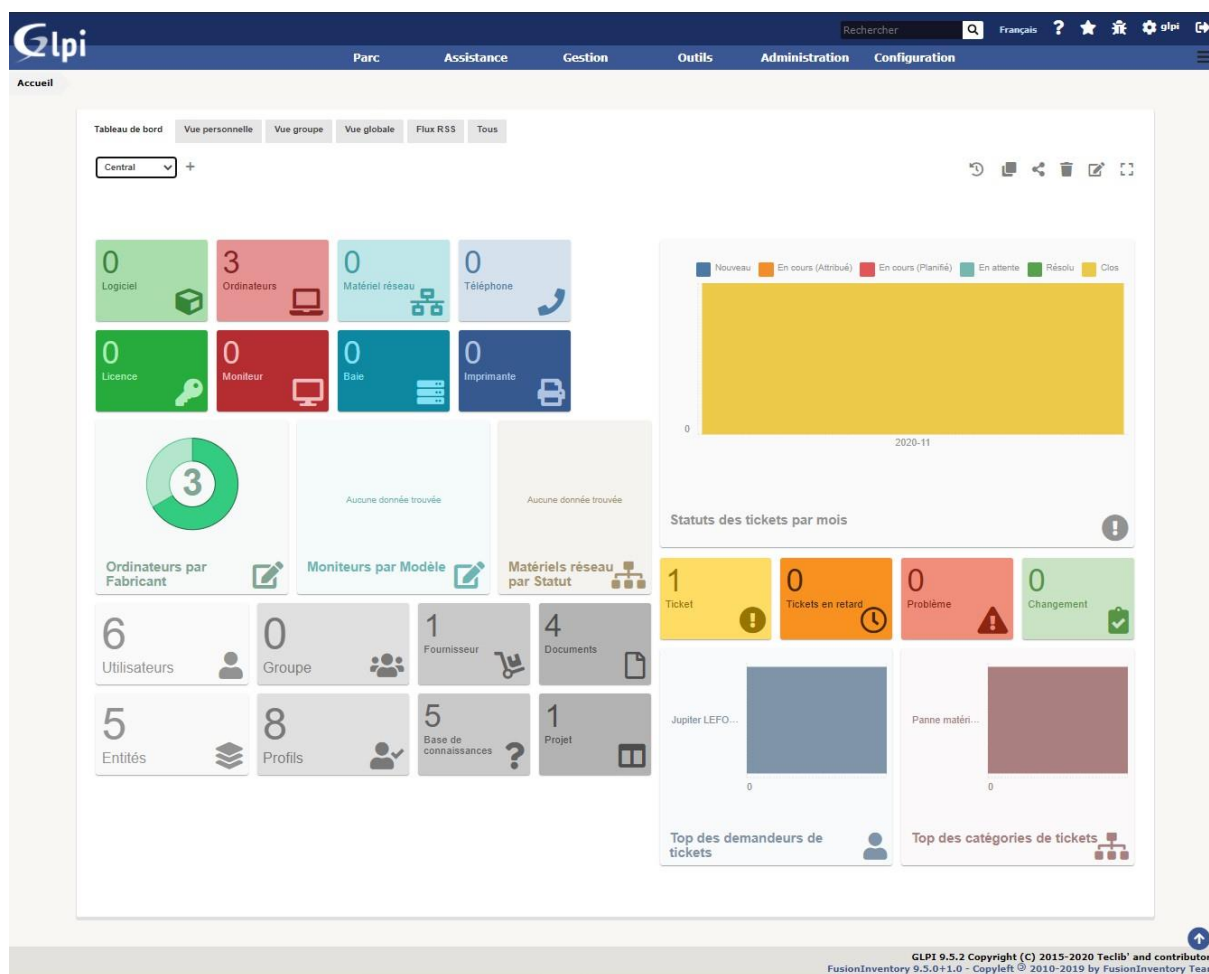 Glpi
Rechercher
Français ? glpi
Parc Assistance Gestion Outils Administration Configuration
Accueil
Tableau de bord Vue personnelle Vue groupe Vue globale Flux RSS Tous
Central +
0
Logiciel
3
Ordinateurs
0
Matériel réseau
0
Téléphone
0
Licence
0
Moniteur
0
Baie
0
Imprimante
3
Ordinateurs par
Fabricant
Aucune donnée trouvée
Moniteurs par Modèle
Aucune donnée trouvée
Matériels réseau
par Statut
6
Utilisateurs
0
Groupe
1
Fournisseur
4
Documents
5
Entités
8
Profils
5
Base de
connaissances
?
1
Projet
Nouveau En cours (Attribué) En cours (Planifié) En attente Résolu Clos
0
2020-11
Statuts des tickets par mois
1
Ticket
0
Tickets en retard
0
Problème
0
Changement
Jupiter LEFO...
0
Top des demandeurs de
tickets
Panne matéri...
0
Top des catégories de tickets
GLPI 9.5.2 Copyright (C) 2015-2020 Teclib' and contributor
FusionInventory 9.5.0+1.0 - Copyleft © 2010-2019 by FusionInventory Tea